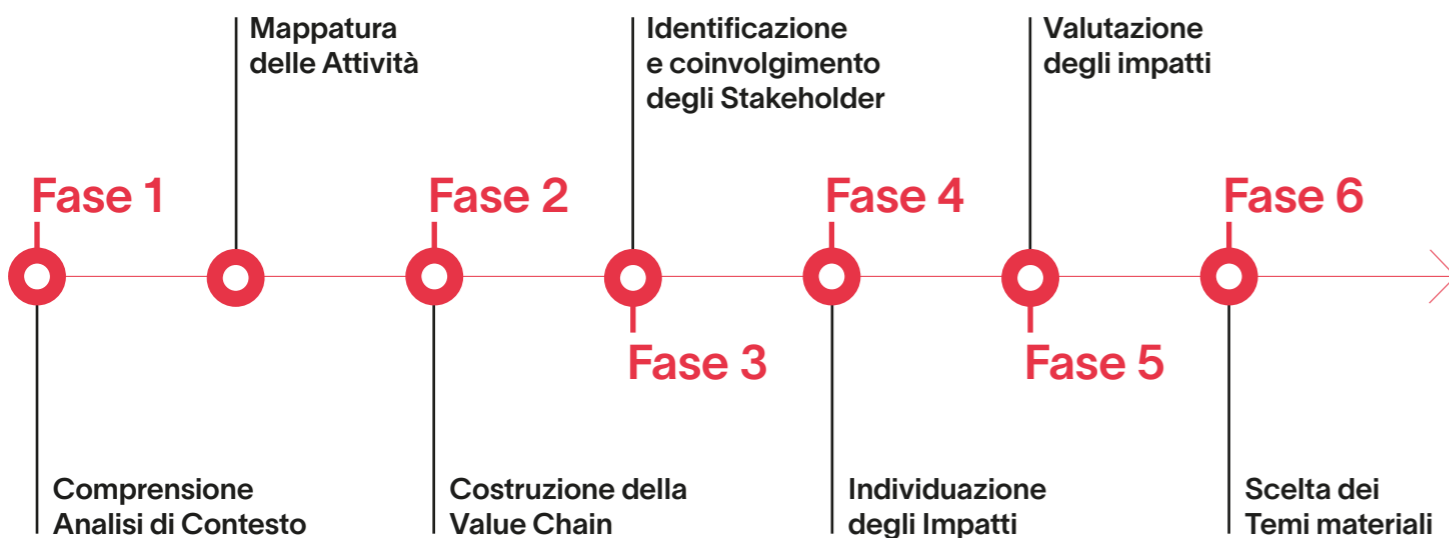 Mappatura
delle Attività
Identificazione
e coinvolgimento
degli Stakeholder
Valutazione
degli impatti
Fase 1
Fase 2
Fase 4
Fase 6
Fase 3
Fase 5
Comprensione
Analisi di Contesto
Costruzione della
Value Chain
Individuazione
degli Impatti
Scelta dei
Temi materiali